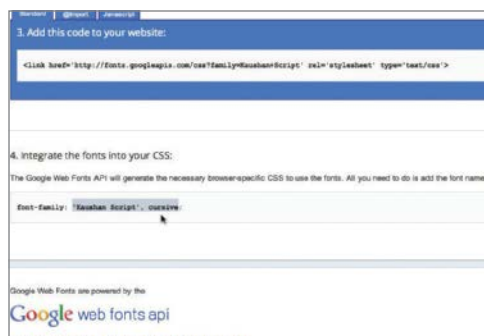 Standard @import Javascript
3. Add this code to your website:
<link href='http://fonts.googleapis.com/css?family=Kaushan+Script' rel='stylesheet' type='text/css'>
4. Integrate the fonts into your CSS:
The Google Web Fonts API will generate the necessary browser-specific CSS to use the fonts. All you need to do is add the font name
font-family: 'Kaushan Script', cursive;
Google Web Fonts are powered by the
Google web fonts api